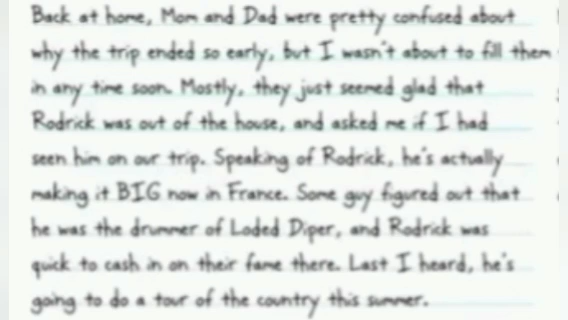 Back at home, Mom and Dad were pretty confused about
why the trip ended so early, but I wasn't about to fill them
in any time soon. Mostly, they just seemed glad that
Rodrick was out of the house, and asked me if I had
seen him on our trip. Speaking of Rodrick, he's actually
making it BIG now in France. Some guy figured out that
he was the drummer of Loded Diper, and Rodrick was
quick to cash in on their fame there. Last I heard, he's
going to do a tour of the country this summer.